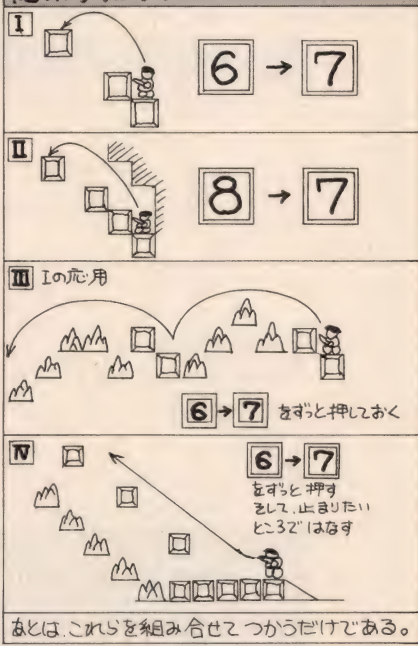 I
6 → 7
II
8 → 7
III Iの応用
6 → 7 をずっと押しておく
IV
6 → 7
をずっと押す
そして、止まりたい
ところではなす
あとは、これらを組み合せてつかうだけである。